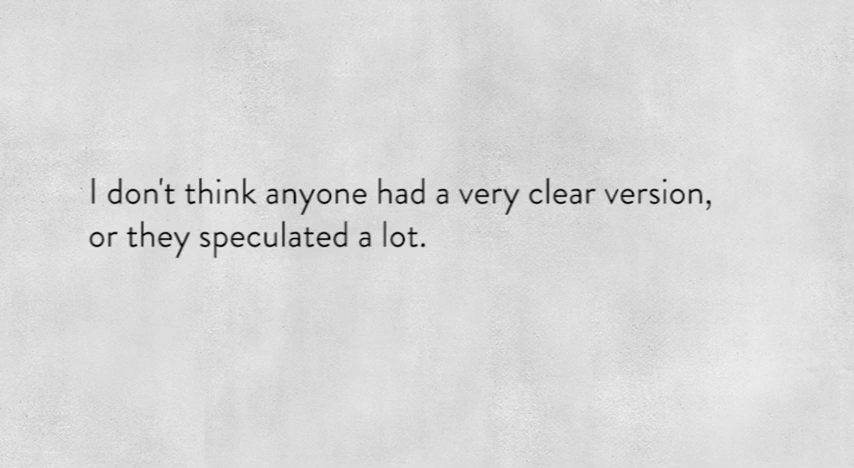 I don't think anyone had a very clear version,
or they speculated a lot.